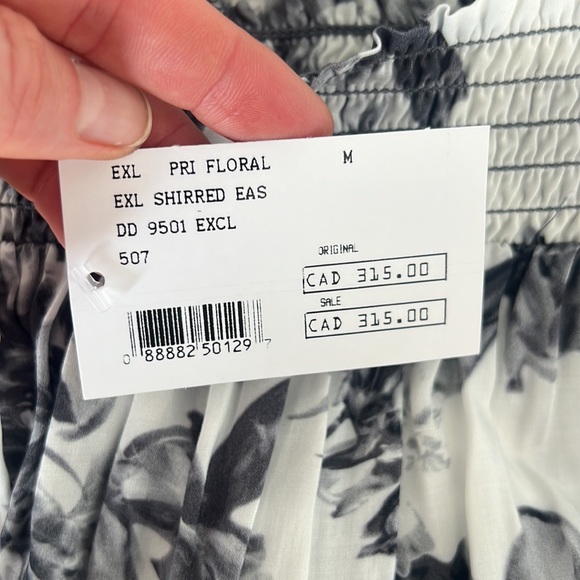 EXL PRI FLORAL M
EXL SHIRRED EAS
DD 9501 EXCL
507
ORIGINAL
CAD 315.00
SALE
CAD 315.00
0 88882 50129 7